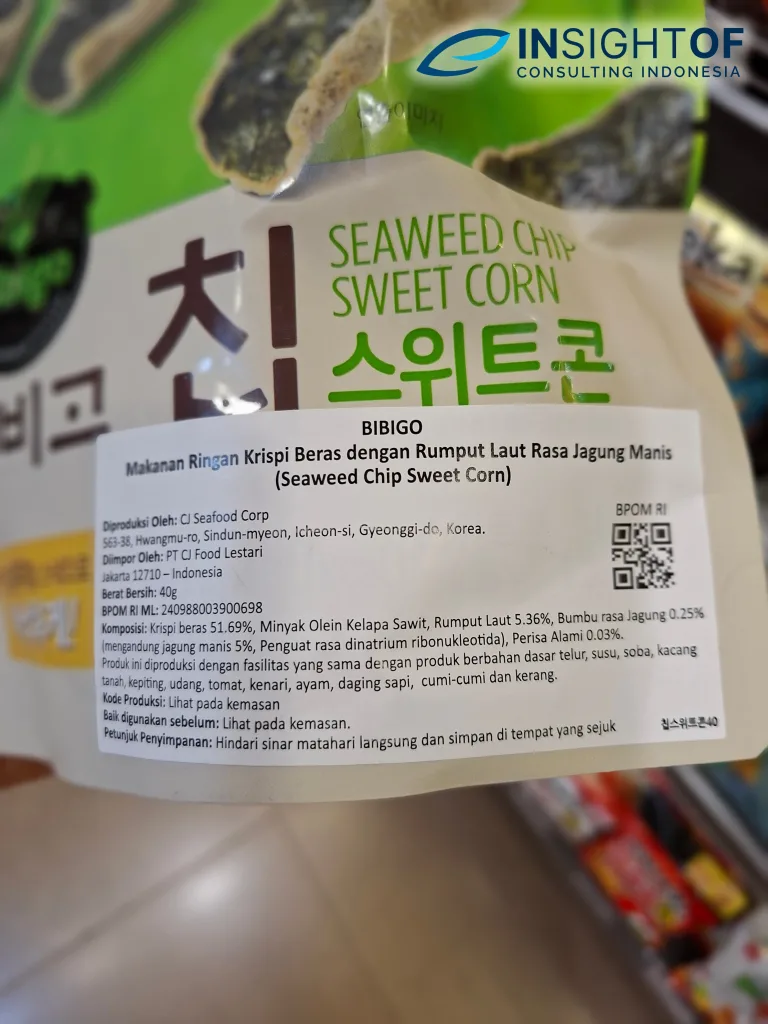 INSIGHTOF
CONSULTING INDONESIA
SEAWEED CHIP
SWEET CORN
칩
스위트콘
비고
BIBIGO
Makanan Ringan Krispi Beras dengan Rumput Laut Rasa Jagung Manis
(Seaweed Chip Sweet Corn)
Diproduksi Oleh: CJ Seafood Corp
563-38, Hwangmu-ro, Sindun-myeon, Icheon-si, Gyeonggi-do, Korea.
Diimpor Oleh: PT CJ Food Lestari
Jakarta 12710 – Indonesia
Berat Bersih: 40g
BPOM RI ML: 240988003900698
BPOM RI
Komposisi: Krispi beras 51.69%, Minyak Olein Kelapa Sawit, Rumput Laut 5.36%, Bumbu rasa Jagung 0.25%
(mengandung jagung manis 5%, Penguat rasa dinatrium ribonukleotida), Perisa Alami 0.03%.
Produk ini diproduksi dengan fasilitas yang sama dengan produk berbahan dasar telur, susu, soba, kacang
tanah, kepiting, udang, tomat, kenari, ayam, daging sapi, cumi-cumi dan kerang.
Kode Produksi: Lihat pada kemasan
Baik digunakan sebelum: Lihat pada kemasan.
Petunjuk Penyimpanan: Hindari sinar matahari langsung dan simpan di tempat yang sejuk
칩스위트콘40